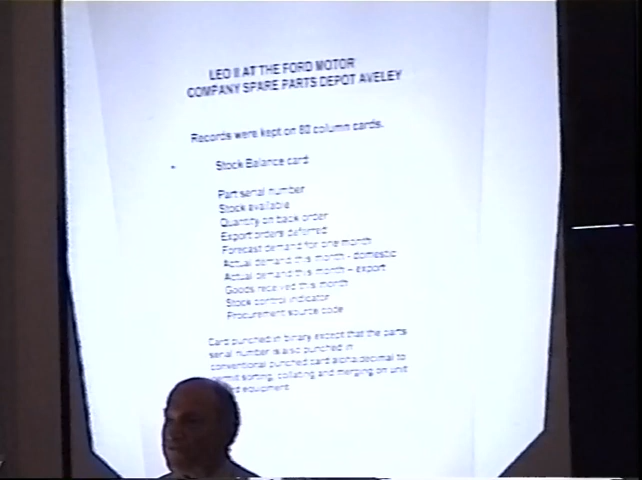 LEO II AT THE FORD MOTOR
COMPANY SPARE PARTS DEPOT AVELEY
Records were kept on 80 column cards.
Stock Balance card
Part serial number
Stock available
Quantity on back order
Export orders deferred
Forecast demand for one month
Actual demand this month - domestic
Actual demand this month – export
Goods received this month
Stock control indicator
Procurement source code
Card punched in binary except that the parts
serial number is also punched in
conventional punched card alpha/decimal to
permit sorting, collating and merging on unit
equipment